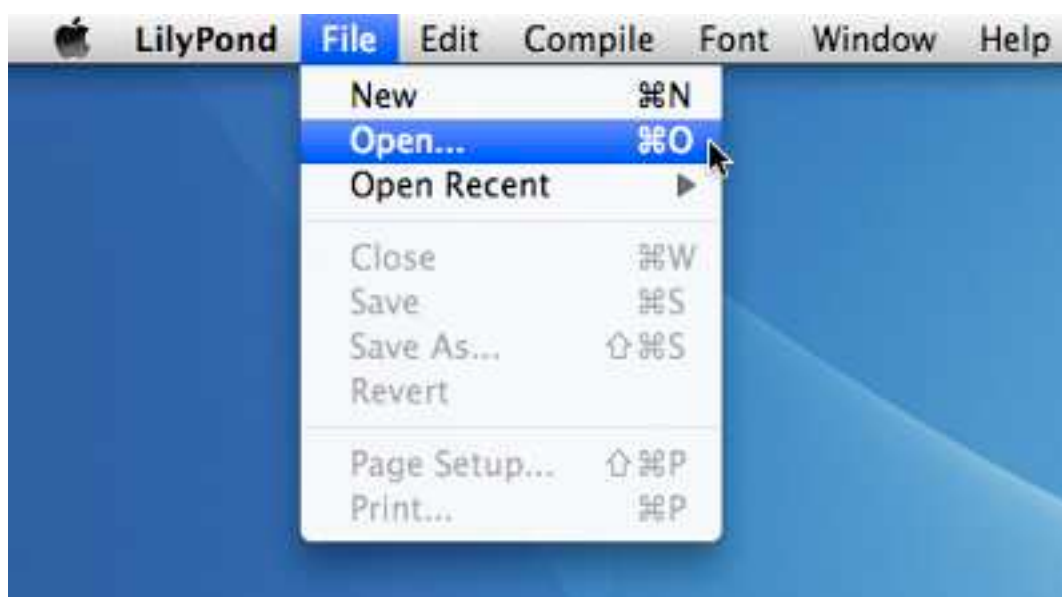 LilyPond File Edit Compile Font Window Help
New ⌘N
Open... ⌘O
Open Recent ▶
Close ⌘W
Save ⌘S
Save As... ⇧⌘S
Revert
Page Setup... ⇧⌘P
Print... ⌘P